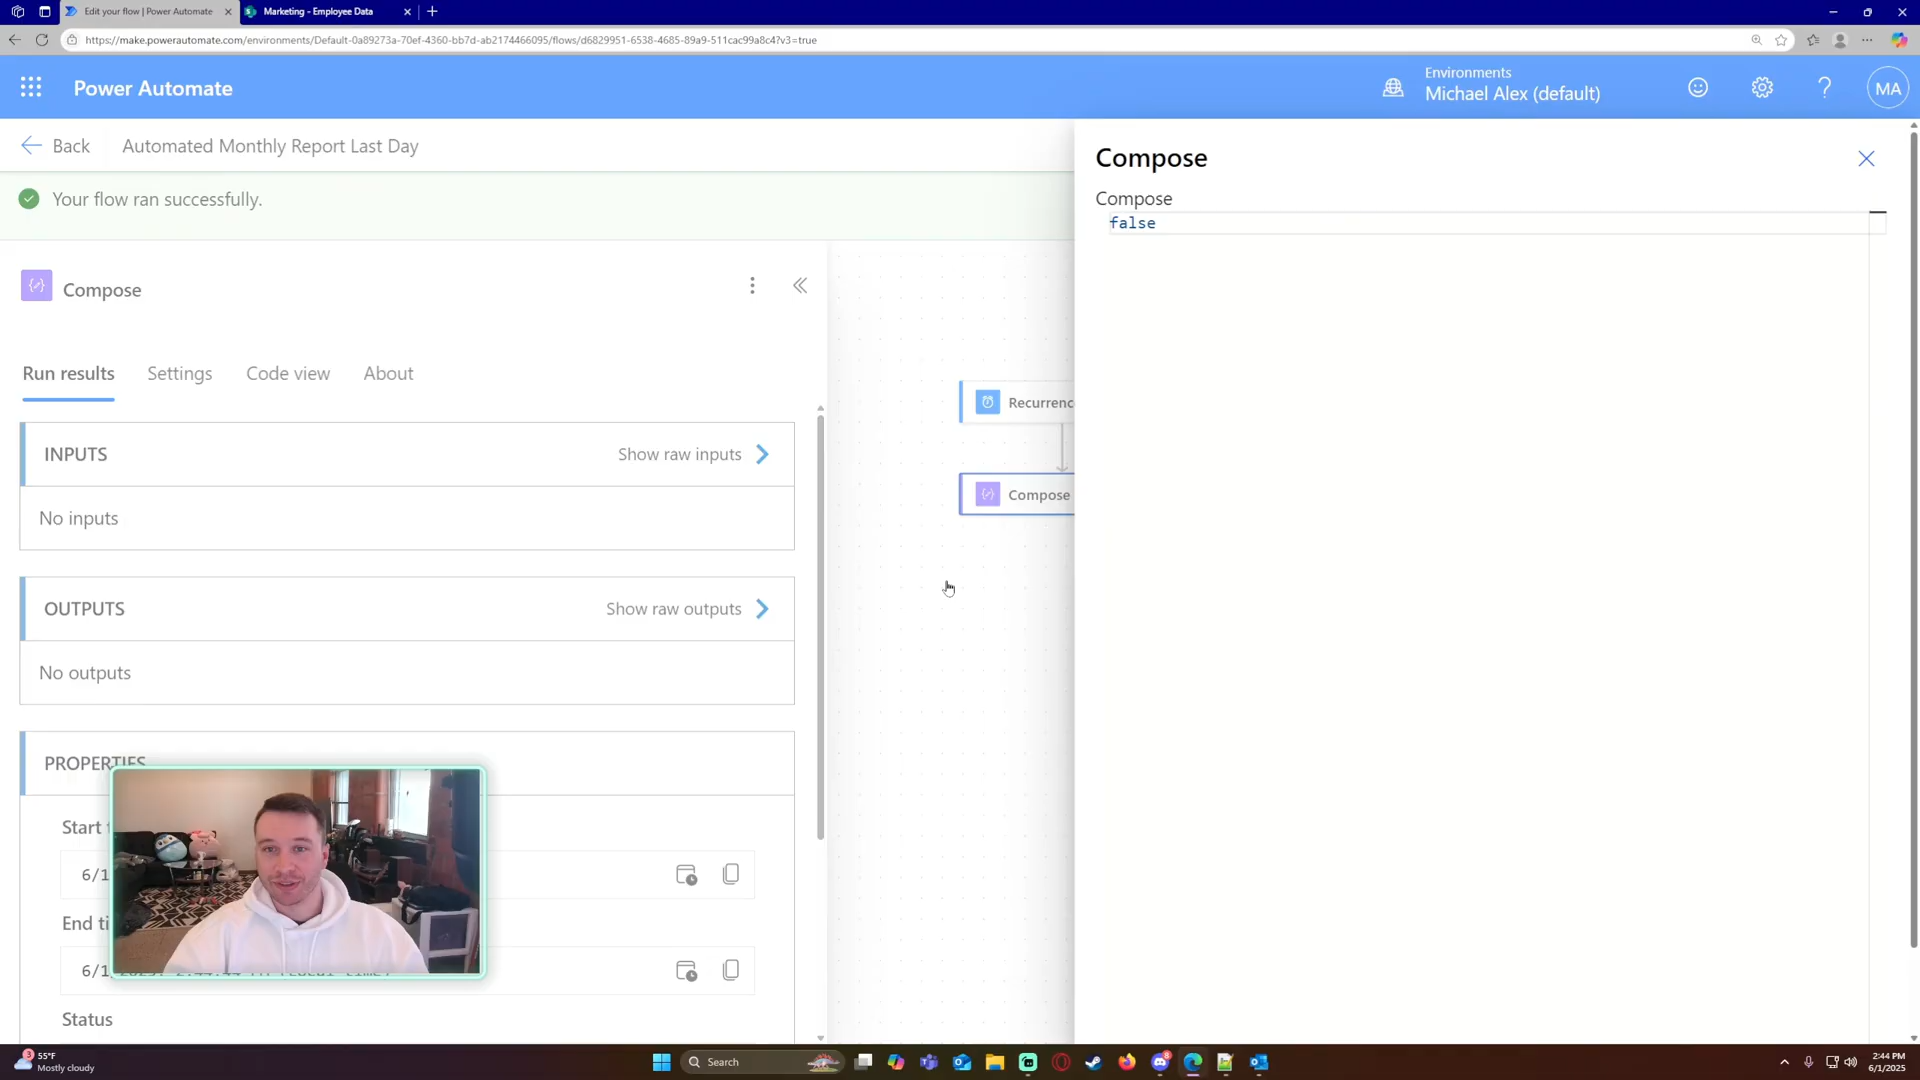 Edit your flow | Power Automate
Marketing - Employee Data
https://make.powerautomate.com/environments/Default-0a89273a-70ef-4360-bb7d-ab2174466095/flows/d6829951-6538-4685-89a9-511cac99a8c4?v3=true
Power Automate
Environments
Michael Alex (default)
MA
Back
Automated Monthly Report Last Day
Your flow ran successfully.
Compose
Run results
Settings
Code view
About
INPUTS
Show raw inputs
No inputs
OUTPUTS
Show raw outputs
No outputs
PROPERTIES
Start
6/1
End ti
6/1
Status
Recurrenc
Compose
Compose
Compose
false
55°F
Mostly cloudy
Search
2:44 PM
6/1/2025